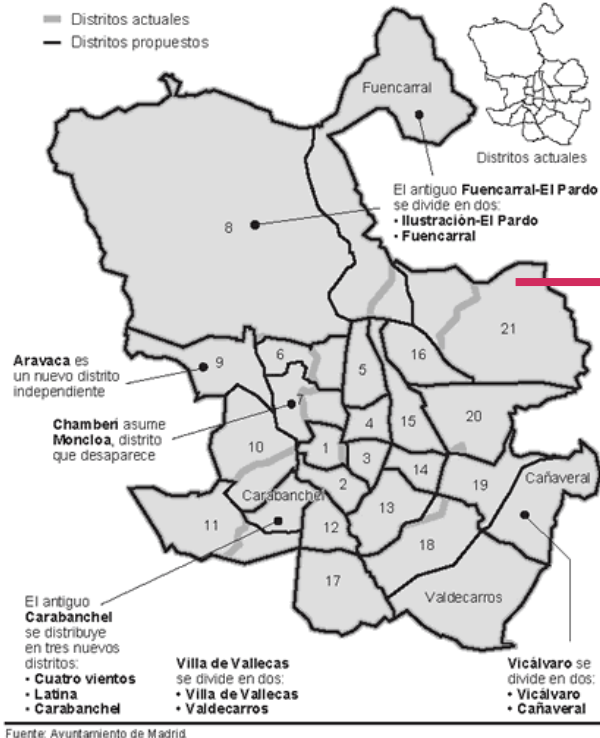 Distritos actuales
Distritos propuestos
Fuencarral
Distritos actuales
El antiguo Fuencarral-El Pardo
se divide en dos:
• Ilustración-El Pardo
• Fuencarral
8
21
16
9
6
5
7
Aravaca es
un nuevo distrito
independiente
Chamberí asume
Moncloa, distrito
que desaparece
20
15
4
10
1
3
14
2
19
Cañaveral
Carabanchel
11
12
13
18
17
Valdecarros
El antiguo
Carabanchel
se distribuye
en tres nuevos
distritos:
• Cuatro vientos
• Latina
• Carabanchel
Villa de Vallecas
se divide en dos:
• Villa de Vallecas
• Valdecarros
Vicálvaro se
divide en dos:
• Vicálvaro
• Cañaveral
Fuente: Ayuntamiento de Madrid.